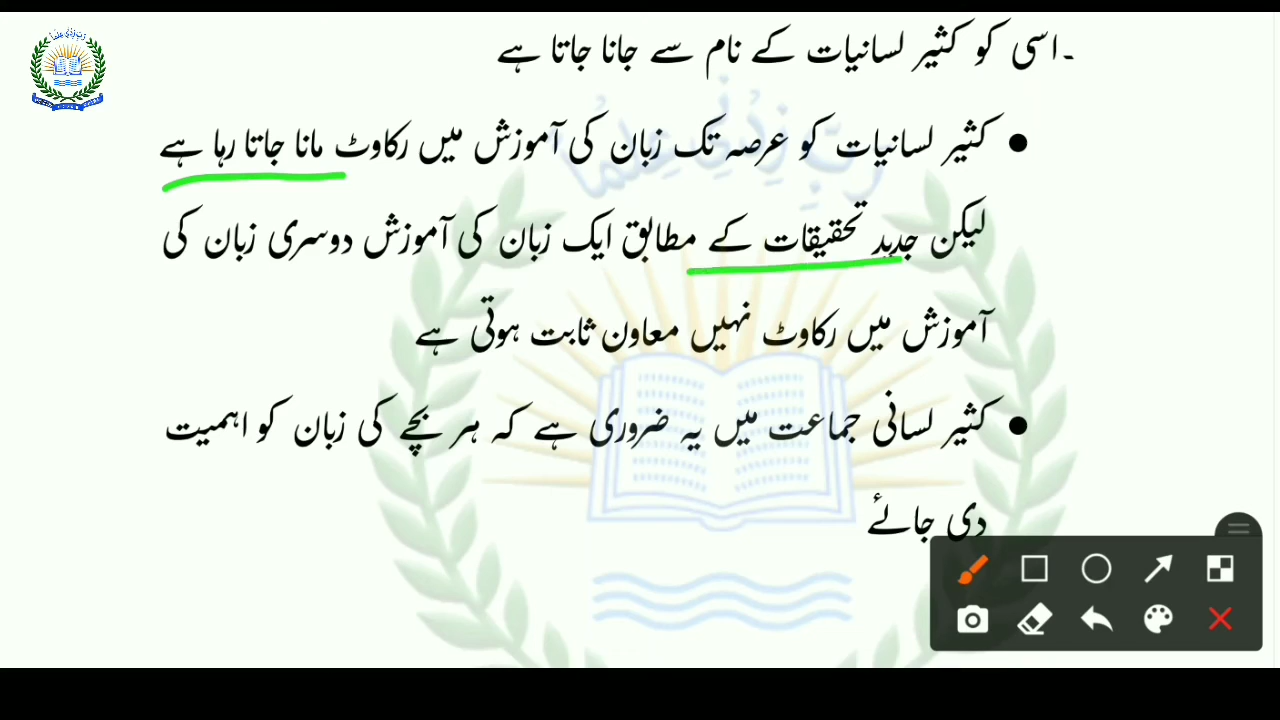 ۔اسی کو کثیر لسانیات کے نام سے جانا جاتا ہے
• کثیر لسانیات کو عرصہ تک زبان کی آموزش میں رکاوٹ مانا جاتا رہا ہے
لیکن جدید تحقیقات کے مطابق ایک زبان کی آموزش دوسری زبان کی
آموزش میں رکاوٹ نہیں معاون ثابت ہوتی ہے
• کثیر لسانی جماعت میں یہ ضروری ہے کہ ہر بچے کی زبان کو اہمیت
دی جائے